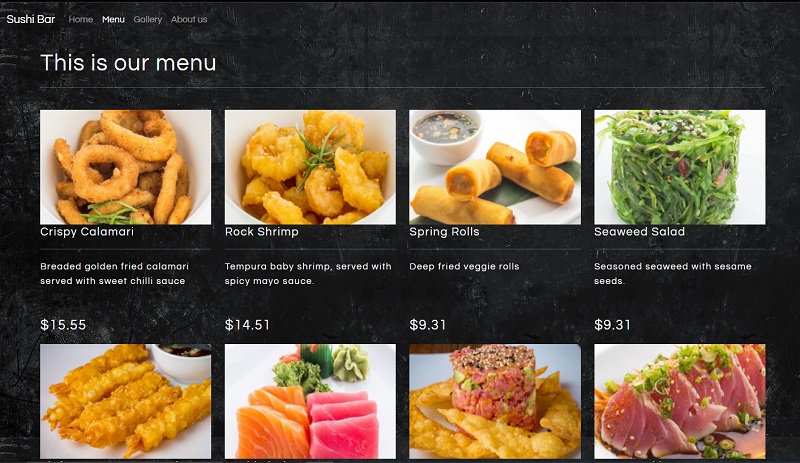 Sushi Bar Home Menu Gallery About us
This is our menu
Crispy Calamari
Rock Shrimp
Spring Rolls
Seaweed Salad
Breaded golden fried calamari
served with sweet chilli sauce
Tempura baby shrimp, served with
spicy mayo sauce.
Deep fried veggie rolls
Seasoned seaweed with sesame
seeds.
$15.55
$14.51
$9.31
$9.31